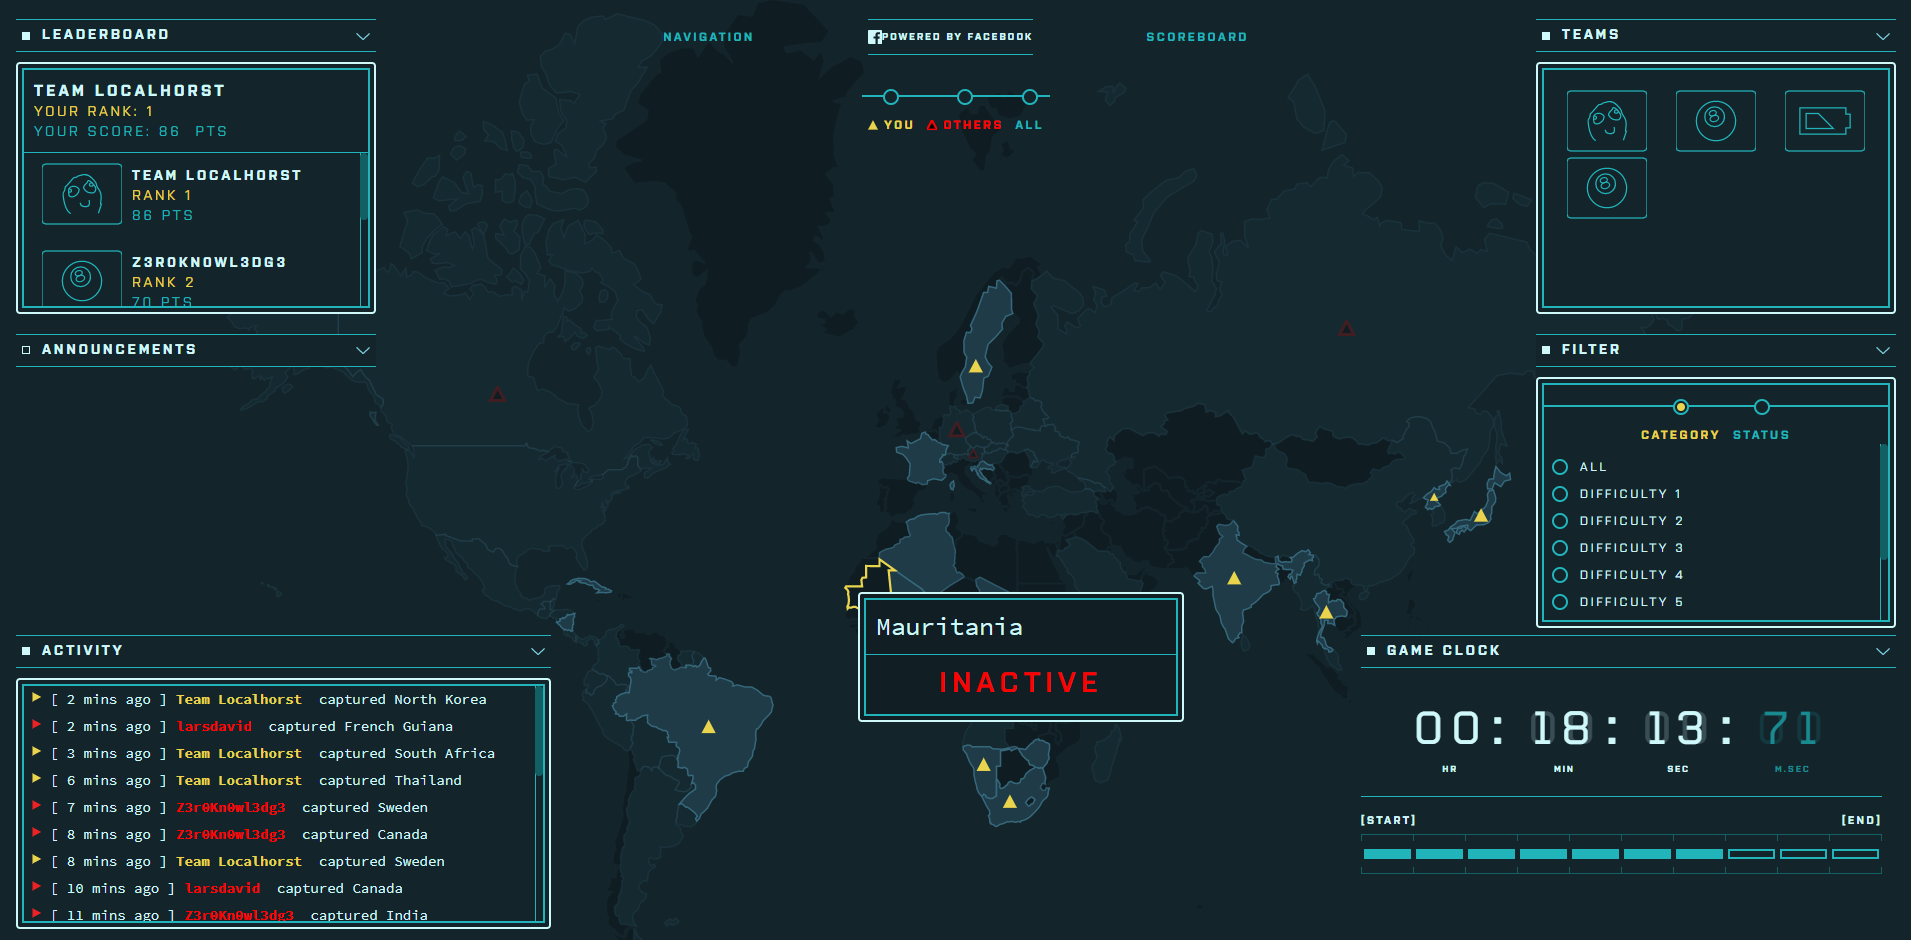 LEADERBOARD
TEAM LOCALHORST
YOUR RANK: 1
YOUR SCORE: 86 PTS
TEAM LOCALHORST
RANK 1
86 PTS
Z3R0KN0WL3DG3
RANK 2
70 PTS
ANNOUNCEMENTS
ACTIVITY
[ 2 mins ago ] Team Localhorst captured North Korea
[ 2 mins ago ] larsdavid captured French Guiana
[ 3 mins ago ] Team Localhorst captured South Africa
[ 6 mins ago ] Team Localhorst captured Thailand
[ 7 mins ago ] Z3r0Kn0wl3dg3 captured Sweden
[ 8 mins ago ] Z3r0Kn0wl3dg3 captured Canada
[ 8 mins ago ] Team Localhorst captured Sweden
[ 10 mins ago ] larsdavid captured Canada
[ 11 mins ago ] Z3r0Kn0wl3dg3 captured India
NAVIGATION
POWERED BY FACEBOOK
SCOREBOARD
YOU OTHERS ALL
Mauritania
INACTIVE
TEAMS
8
8
8
FILTER
CATEGORY STATUS
ALL
DIFFICULTY 1
DIFFICULTY 2
DIFFICULTY 3
DIFFICULTY 4
DIFFICULTY 5
GAME CLOCK
00: 18: 13: 71
HR MIN SEC M.SEC
[START] [END]